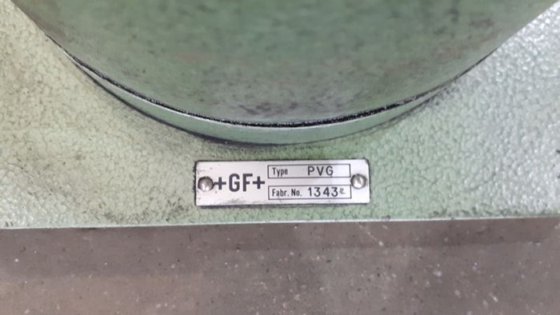 +GF+
Type PVG
Fabr. No. 1343